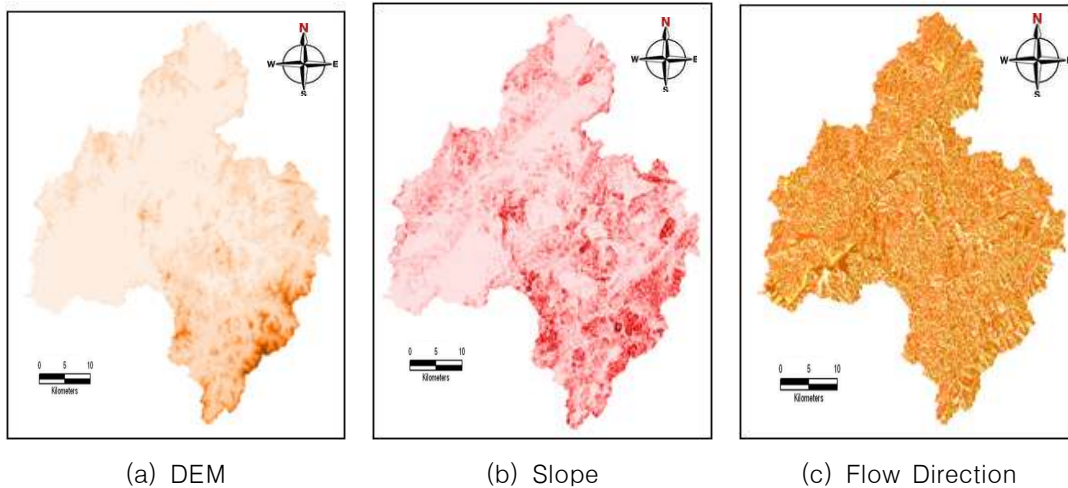 N
W E
S
0 5 10
Kilometers
N
W E
S
0 5 10
Kilometers
N
W E
S
0 5 10
Kilometers
(a) DEM
(b) Slope
(c) Flow Direction